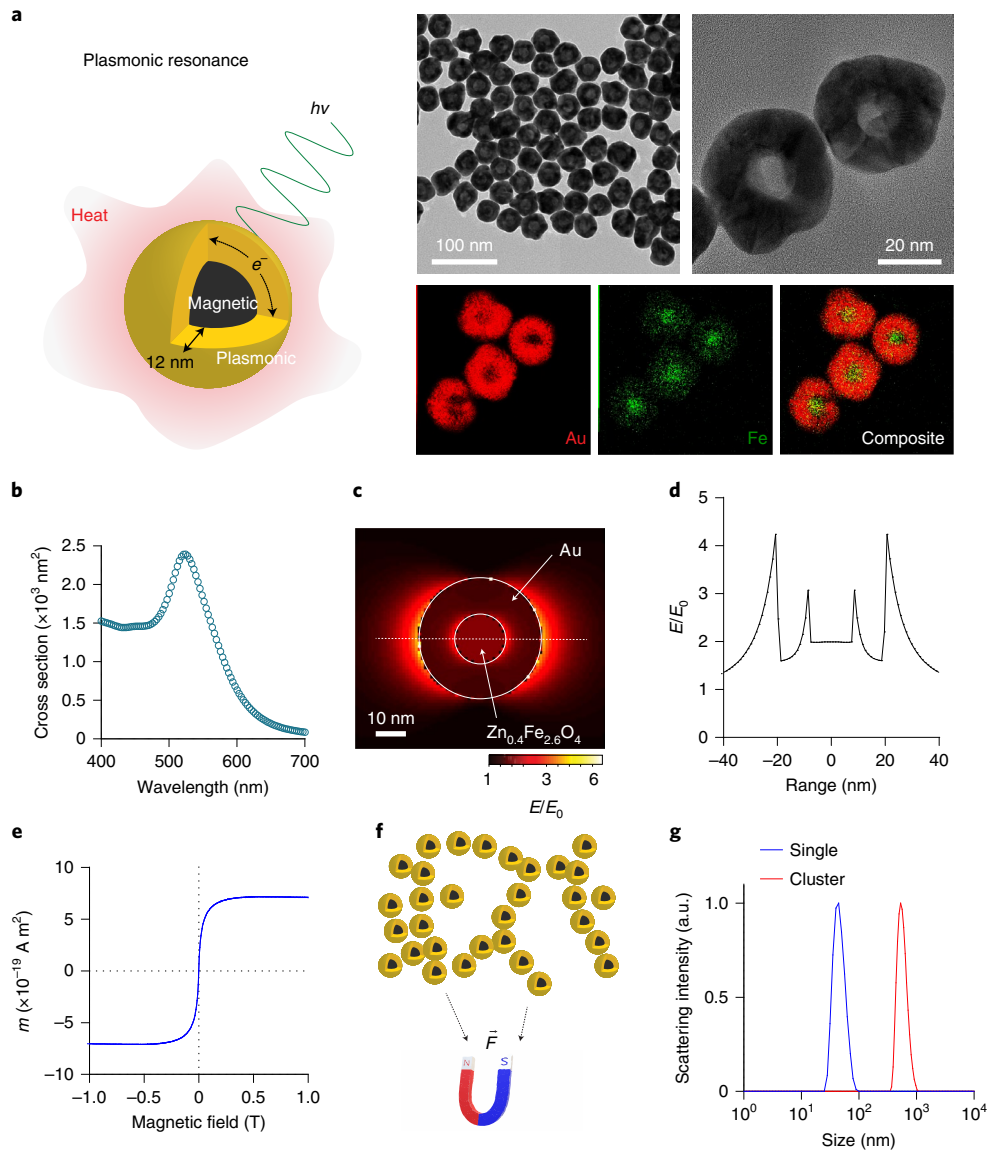 a
Plasmonic resonance
hv
Heat
e–
Magnetic
12 nm
Plasmonic
100 nm
20 nm
Au
Fe
Composite
b
Cross section (×10³ nm²)
2.5
2.0
1.5
1.0
0.5
0
400 500 600 700
Wavelength (nm)
c
Au
10 nm
Zn₀.₄Fe₂.₆O₄
1 3 6
E/E₀
d
E/E₀
5
4
3
2
1
0
−40 −20 0 20 40
Range (nm)
e
m (×10⁻¹⁹ A m²)
10
5
0
−5
−10
−1.0 −0.5 0 0.5 1.0
Magnetic field (T)
f
F⃗
N S
g
Single
Cluster
Scattering intensity (a.u.)
1.0
0.5
0
10⁰ 10¹ 10² 10³ 10⁴
Size (nm)